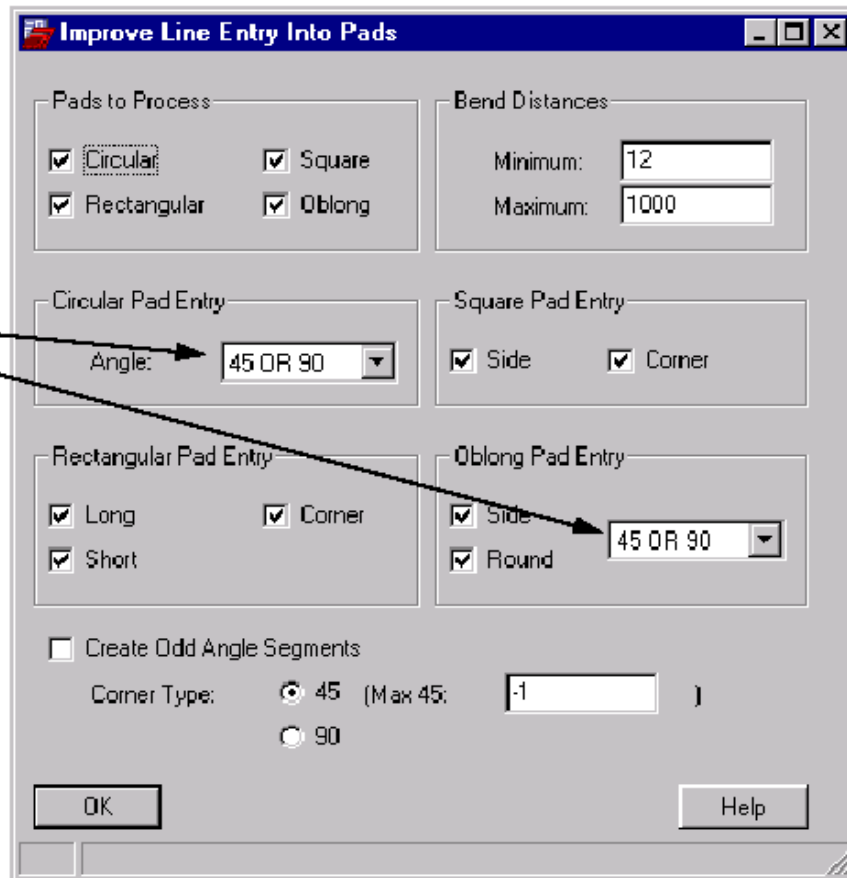 Improve Line Entry Into Pads
Pads to Process
Circular
Square
Rectangular
Oblong
Bend Distances
Minimum: 12
Maximum: 1000
Circular Pad Entry
Angle: 45 OR 90
Square Pad Entry
Side
Corner
Rectangular Pad Entry
Long
Corner
Short
Oblong Pad Entry
Side
45 OR 90
Round
Create Odd Angle Segments
Corner Type: 45 (Max 45: -1 )
90
OK
Help